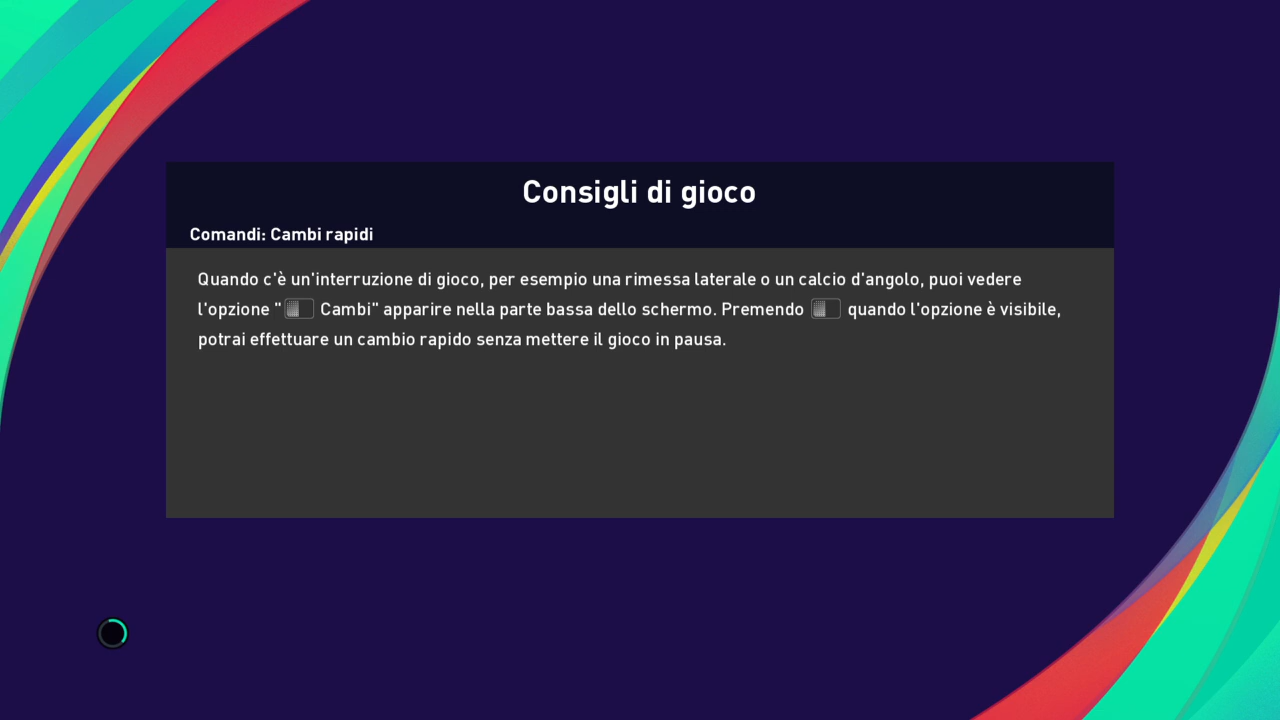 Consigli di gioco
Comandi: Cambi rapidi
Quando c'è un'interruzione di gioco, per esempio una rimessa laterale o un calcio d'angolo, puoi vedere
l'opzione " Cambi" apparire nella parte bassa dello schermo. Premendo quando l'opzione è visibile,
potrai effettuare un cambio rapido senza mettere il gioco in pausa.